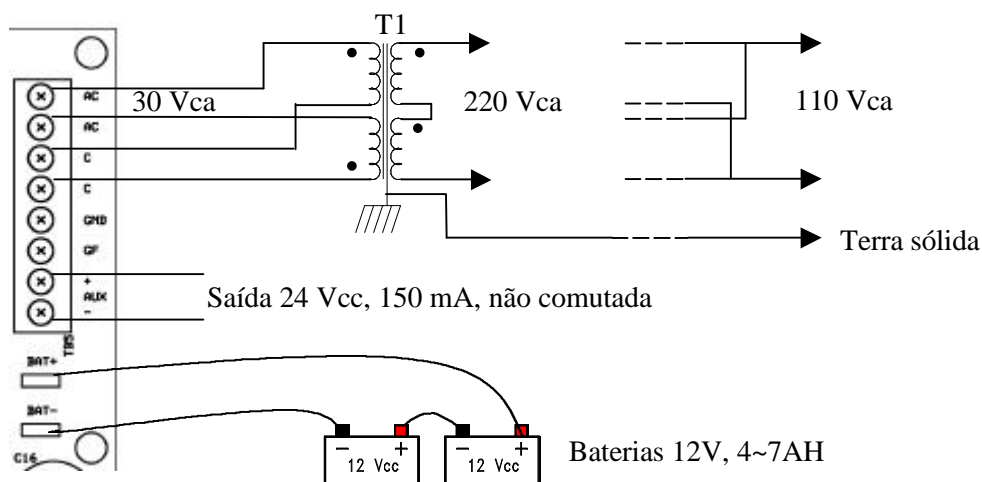 T1
AC
30 Vca
220 Vca
110 Vca
AC
C
C
GND
GF
Terra sólida
+
AUX
-
Saída 24 Vcc, 150 mA, não comutada
TB5
BAT+
BAT-
C16
- +
12 Vcc
- +
12 Vcc
Baterias 12V, 4~7AH